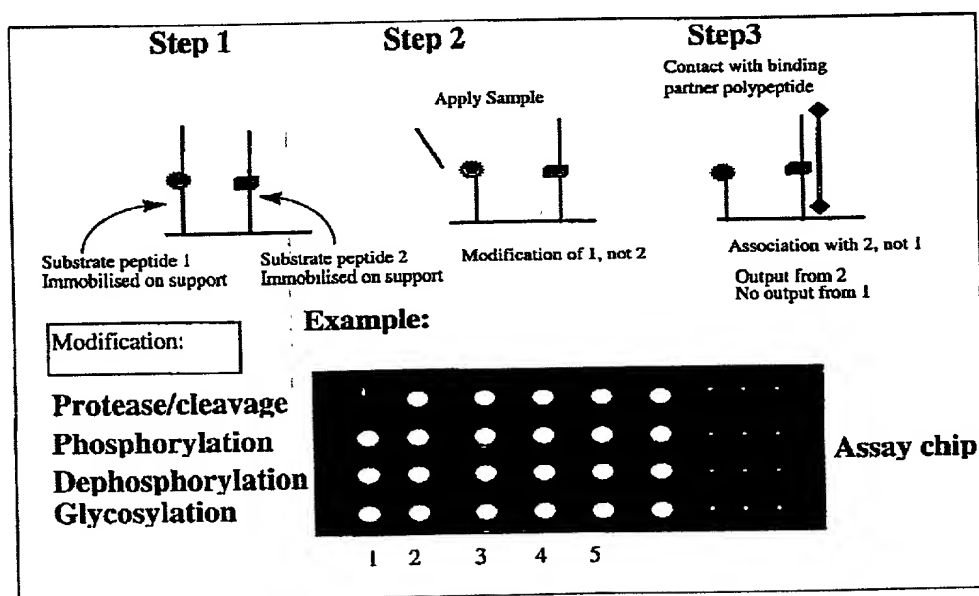 Step 1
Step 2
Step3
Contact with binding
partner polypeptide
Apply Sample
Substrate peptide 1
Immobilised on support
Substrate peptide 2
Immobilised on support
Modification of 1, not 2
Association with 2, not 1
Output from 2
No output from 1
Example:
Modification:
Protease/cleavage
Phosphorylation
Dephosphorylation
Glycosylation
Assay chip
1 2 3 4 5